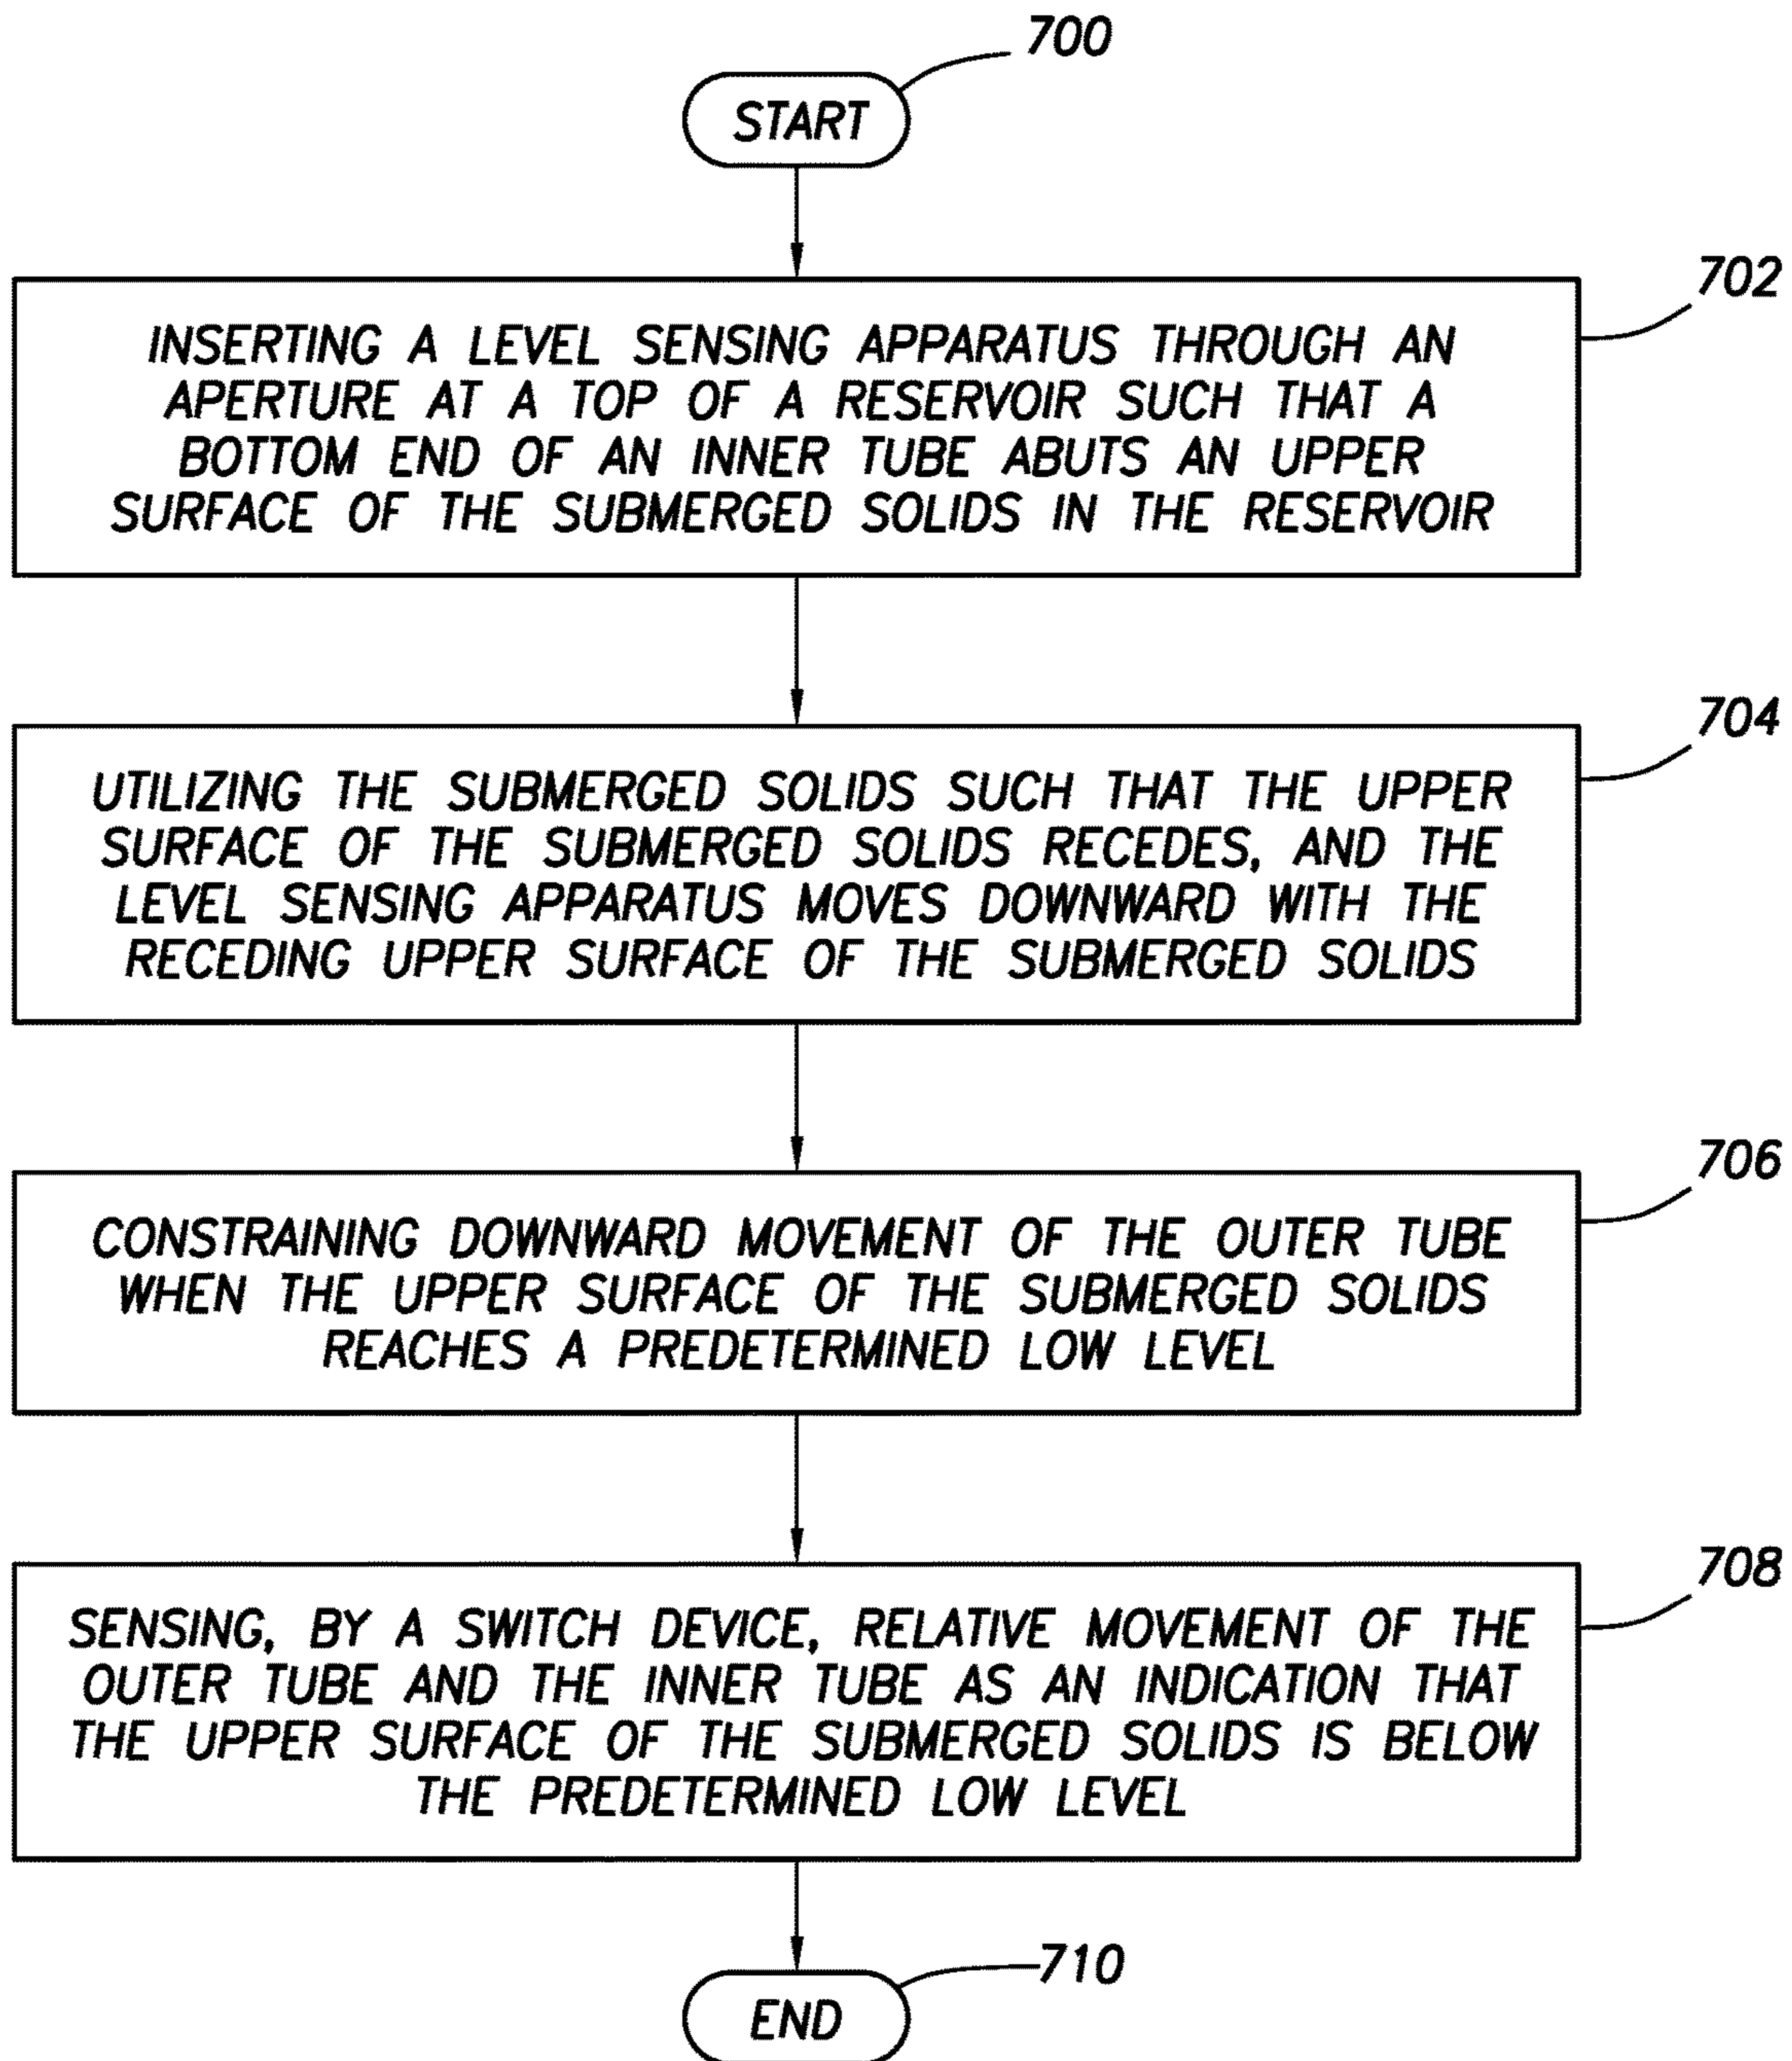 700
START
702
INSERTING A LEVEL SENSING APPARATUS THROUGH AN
APERTURE AT A TOP OF A RESERVOIR SUCH THAT A
BOTTOM END OF AN INNER TUBE ABUTS AN UPPER
SURFACE OF THE SUBMERGED SOLIDS IN THE RESERVOIR
704
UTILIZING THE SUBMERGED SOLIDS SUCH THAT THE UPPER
SURFACE OF THE SUBMERGED SOLIDS RECEDES, AND THE
LEVEL SENSING APPARATUS MOVES DOWNWARD WITH THE
RECEDING UPPER SURFACE OF THE SUBMERGED SOLIDS
706
CONSTRAINING DOWNWARD MOVEMENT OF THE OUTER TUBE
WHEN THE UPPER SURFACE OF THE SUBMERGED SOLIDS
REACHES A PREDETERMINED LOW LEVEL
708
SENSING, BY A SWITCH DEVICE, RELATIVE MOVEMENT OF THE
OUTER TUBE AND THE INNER TUBE AS AN INDICATION THAT
THE UPPER SURFACE OF THE SUBMERGED SOLIDS IS BELOW
THE PREDETERMINED LOW LEVEL
710
END